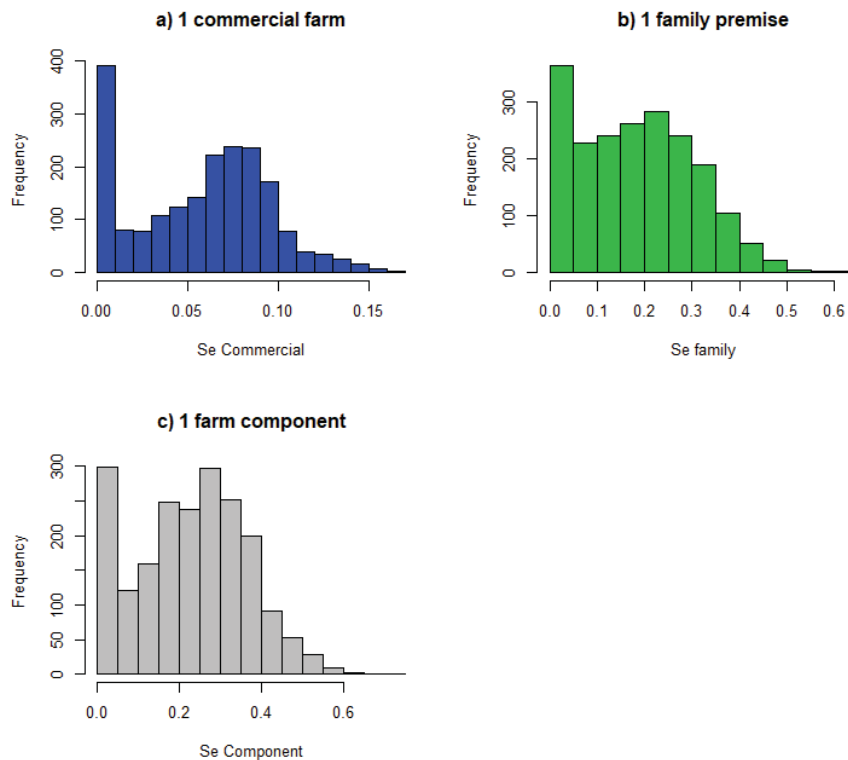 a) 1 commercial farm
Frequency
400
300
200
100
0
0.00 0.05 0.10 0.15
Se Commercial
b) 1 family premise
Frequency
300
200
100
0
0.0 0.1 0.2 0.3 0.4 0.5 0.6
Se family
c) 1 farm component
Frequency
300
200
100
50
0
0.0 0.2 0.4 0.6
Se Component